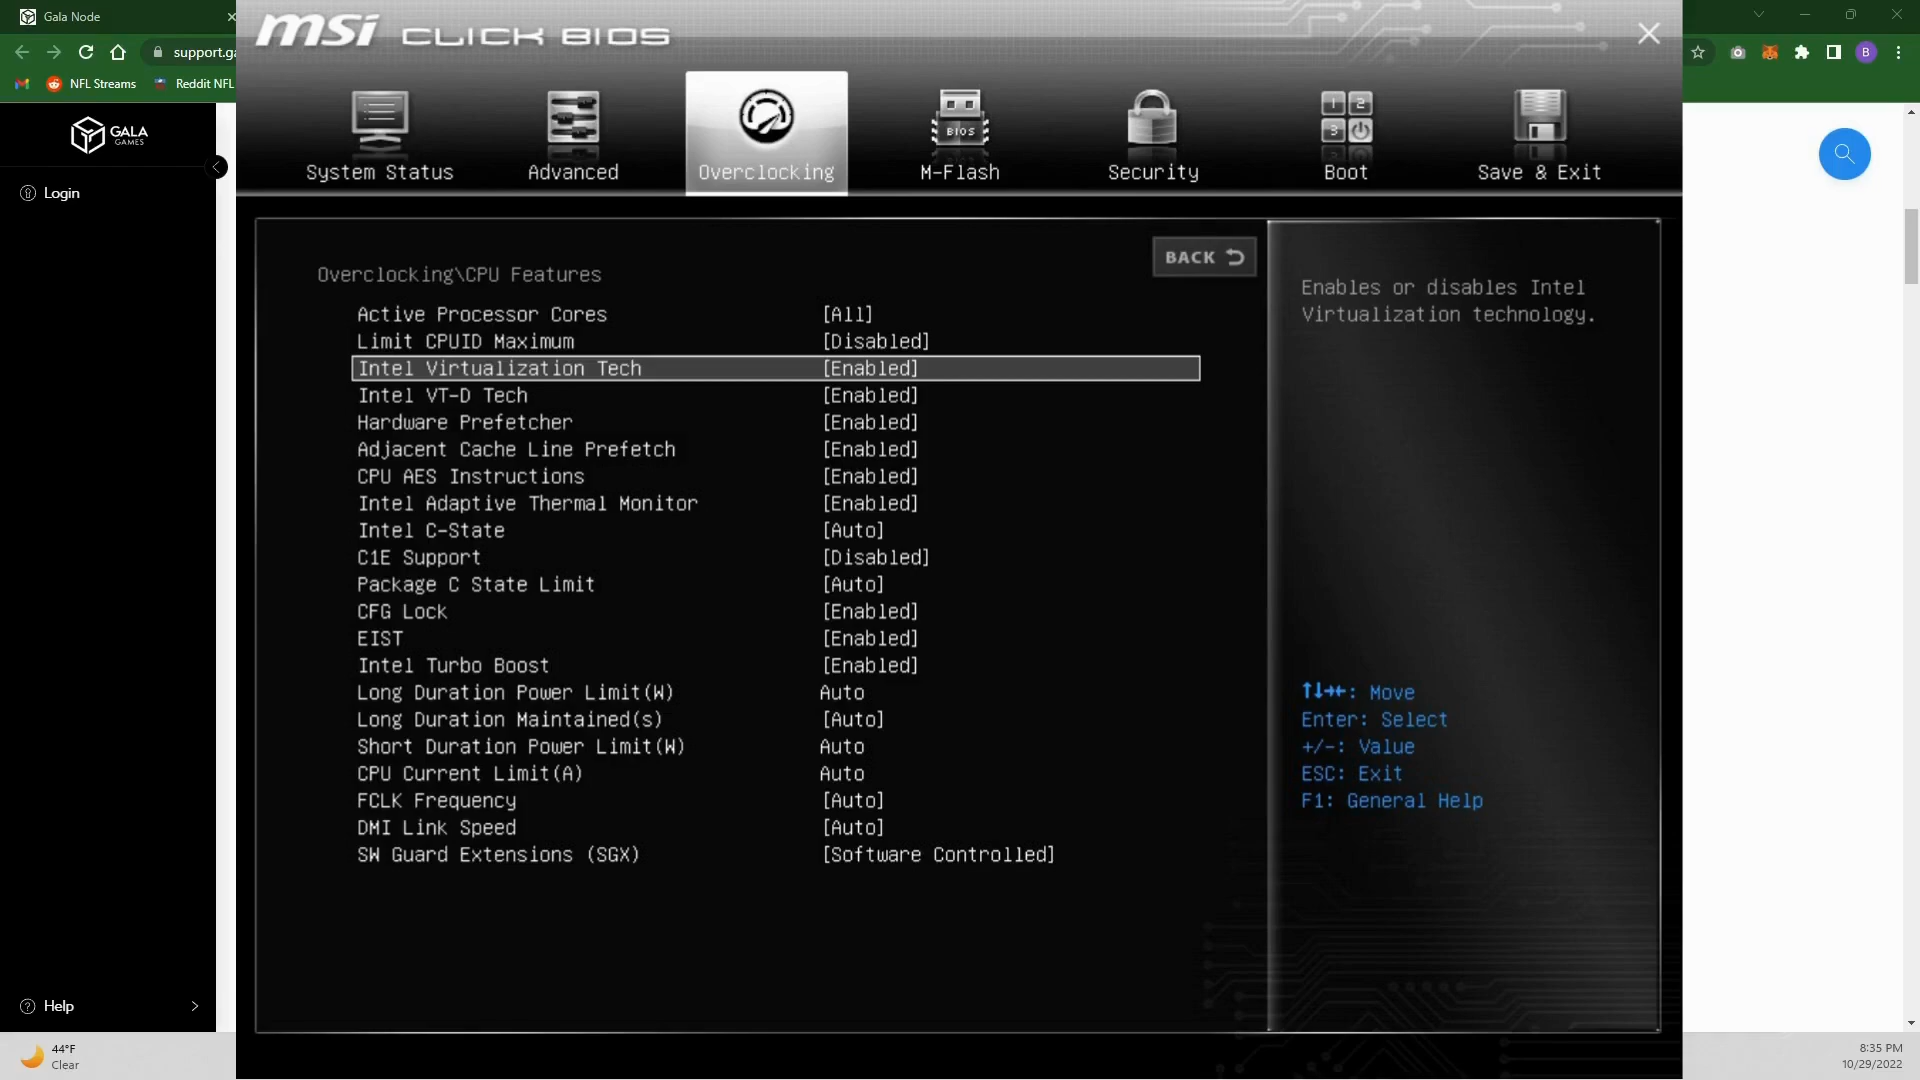 Gala Node
support.ga
NFL Streams
Reddit NFL
B
msi CLICK BIOS
System Status
Advanced
Overclocking
BIOS
M-Flash
Security
1 2
3
Boot
Save & Exit
GALA
GAMES
Login
BACK
Overclocking\CPU Features
Active Processor Cores [All]
Limit CPUID Maximum [Disabled]
Intel Virtualization Tech [Enabled]
Intel VT-D Tech [Enabled]
Hardware Prefetcher [Enabled]
Adjacent Cache Line Prefetch [Enabled]
CPU AES Instructions [Enabled]
Intel Adaptive Thermal Monitor [Enabled]
Intel C-State [Auto]
C1E Support [Disabled]
Package C State Limit [Auto]
CFG Lock [Enabled]
EIST [Enabled]
Intel Turbo Boost [Enabled]
Long Duration Power Limit(W) Auto
Long Duration Maintained(s) [Auto]
Short Duration Power Limit(W) Auto
CPU Current Limit(A) Auto
FCLK Frequency [Auto]
DMI Link Speed [Auto]
SW Guard Extensions (SGX) [Software Controlled]
Enables or disables Intel
Virtualization technology.
↑↓→←: Move
Enter: Select
+/-: Value
ESC: Exit
F1: General Help
Help
44°F
Clear
8:35 PM
10/29/2022